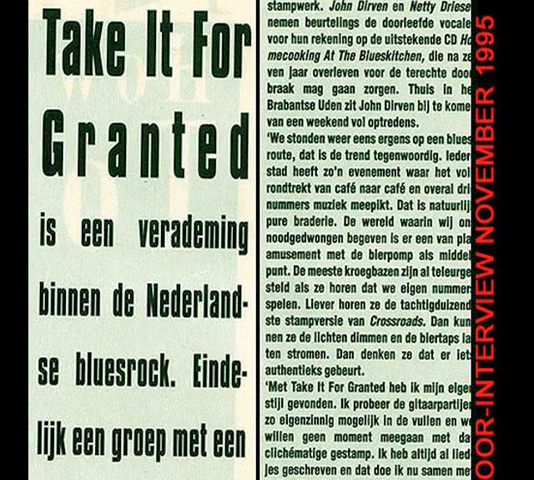 Take It For
Granted
is een verademing
binnen de Nederland-
se bluesrock. Einde-
lijk een groep met een
stampwerk. John Dirven en Netty Driese
nemen beurtelings de doorleefde vocale
voor hun rekening op de uitstekende CD Ho
mecooking At The Blueskitchen, die na ze
ven jaar overleven voor de terechte door
braak mag gaan zorgen. Thuis in he
Brabantse Uden zit John Dirven bij te kome
van een weekend vol optredens.
'We stonden weer eens ergens op een blues
route, dat is de trend tegenwoordig. Ieder
stad heeft zo'n evenement waar het vol
rondtrekt van café naar café en overal dri
nummers muziek meepikt. Dat is natuurlij
pure braderie. De wereld waarin wij on
noodgedwongen begeven is er een van pla
amusement met de bierpomp als middel
punt. De meeste kroegbazen zijn al teleurge
steld als ze horen dat we eigen nummer
spelen. Liever horen ze de tachtigduizend
ste stampversie van Crossroads. Dan kun
nen ze de lichten dimmen en de biertaps la
ten stromen. Dan denken ze dat er iet
authentieks gebeurt.
'Met Take It For Granted heb ik mijn eige
stijl gevonden. Ik probeer de gitaarpartije
zo eigenzinnig mogelijk in de vullen en we
willen geen moment meegaan met da
clichématige gestamp. Ik heb altijd al lied
jes geschreven en dat doe ik nu samen me
OOR-INTERVIEW NOVEMBER 1995